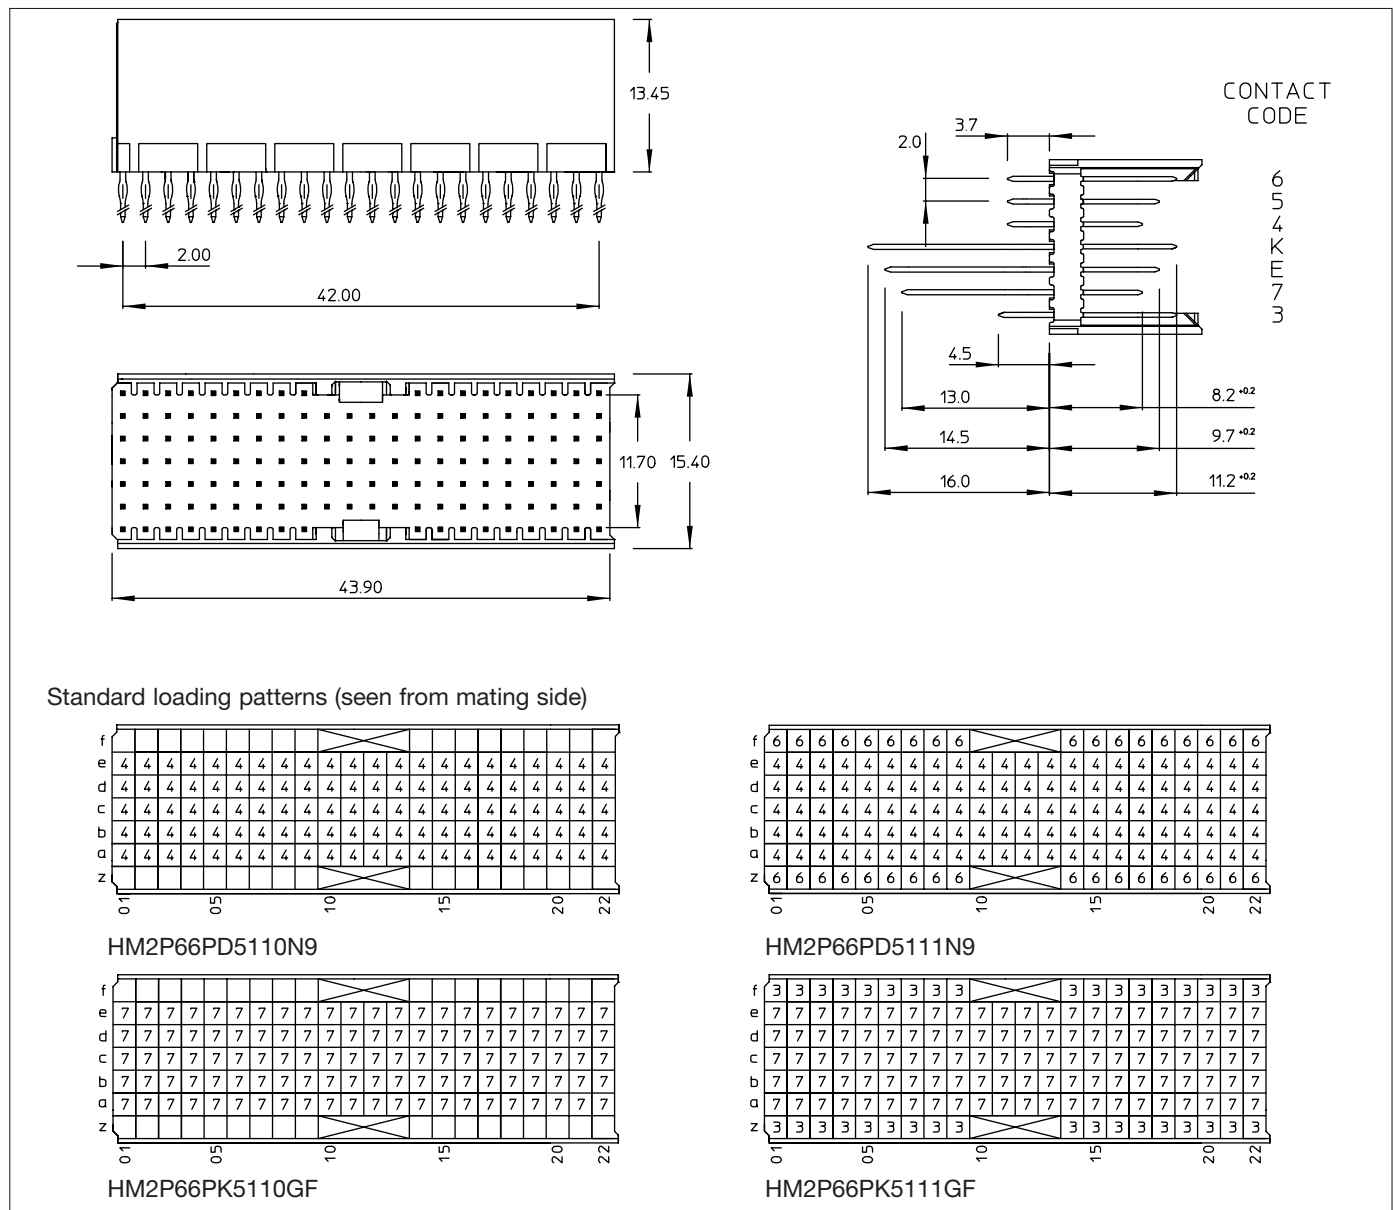 13.45
2.00
42.00
11.70 15.40
43.90
CONTACT
CODE
3.7
2.0
6
5
4
K
E
7
3
4.5
13.0 8.2 +0.2
14.5 9.7 +0.2
16.0 11.2 +0.2
Standard loading patterns (seen from mating side)
f
e 4 4 4 4 4 4 4 4 4 4 4 4 4 4 4 4 4 4 4 4 4 4
d 4 4 4 4 4 4 4 4 4 4 4 4 4 4 4 4 4 4 4 4 4 4
c 4 4 4 4 4 4 4 4 4 4 4 4 4 4 4 4 4 4 4 4 4 4
b 4 4 4 4 4 4 4 4 4 4 4 4 4 4 4 4 4 4 4 4 4 4
a 4 4 4 4 4 4 4 4 4 4 4 4 4 4 4 4 4 4 4 4 4 4
z
01 05 10 15 20 22
HM2P66PD5110N9
f 6 6 6 6 6 6 6 6 6 6 6 6 6 6 6 6 6 6
e 4 4 4 4 4 4 4 4 4 4 4 4 4 4 4 4 4 4 4 4 4 4
d 4 4 4 4 4 4 4 4 4 4 4 4 4 4 4 4 4 4 4 4 4 4
c 4 4 4 4 4 4 4 4 4 4 4 4 4 4 4 4 4 4 4 4 4 4
b 4 4 4 4 4 4 4 4 4 4 4 4 4 4 4 4 4 4 4 4 4 4
a 4 4 4 4 4 4 4 4 4 4 4 4 4 4 4 4 4 4 4 4 4 4
z 6 6 6 6 6 6 6 6 6 6 6 6 6 6 6 6 6 6
01 05 10 15 20 22
HM2P66PD5111N9
f
e 7 7 7 7 7 7 7 7 7 7 7 7 7 7 7 7 7 7 7 7 7 7
d 7 7 7 7 7 7 7 7 7 7 7 7 7 7 7 7 7 7 7 7 7 7
c 7 7 7 7 7 7 7 7 7 7 7 7 7 7 7 7 7 7 7 7 7 7
b 7 7 7 7 7 7 7 7 7 7 7 7 7 7 7 7 7 7 7 7 7 7
a 7 7 7 7 7 7 7 7 7 7 7 7 7 7 7 7 7 7 7 7 7 7
z
01 05 10 15 20 22
HM2P66PK5110GF
f 3 3 3 3 3 3 3 3 3 3 3 3 3 3 3 3 3 3
e 7 7 7 7 7 7 7 7 7 7 7 7 7 7 7 7 7 7 7 7 7 7
d 7 7 7 7 7 7 7 7 7 7 7 7 7 7 7 7 7 7 7 7 7 7
c 7 7 7 7 7 7 7 7 7 7 7 7 7 7 7 7 7 7 7 7 7 7
b 7 7 7 7 7 7 7 7 7 7 7 7 7 7 7 7 7 7 7 7 7 7
a 7 7 7 7 7 7 7 7 7 7 7 7 7 7 7 7 7 7 7 7 7 7
z 3 3 3 3 3 3 3 3 3 3 3 3 3 3 3 3 3 3
01 05 10 15 20 22
HM2P66PK5111GF